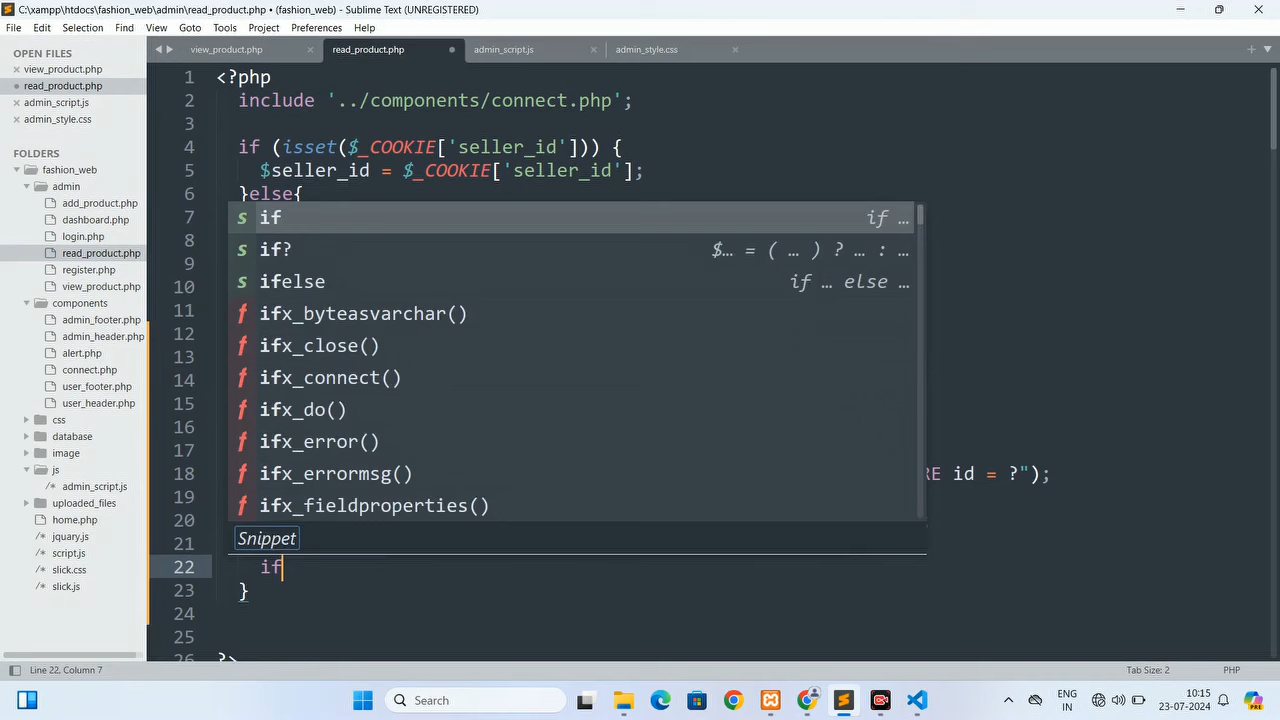 C:\xampp\htdocs\fashion_web\admin\read_product.php • (fashion_web) - Sublime Text (UNREGISTERED)
File Edit Selection Find View Goto Tools Project Preferences Help
OPEN FILES
view_product.php
read_product.php
admin_script.js
admin_style.css
FOLDERS
fashion_web
admin
add_product.php
dashboard.php
login.php
read_product.php
register.php
view_product.php
components
admin_footer.php
admin_header.php
alert.php
connect.php
user_footer.php
user_header.php
css
database
image
js
admin_script.js
uploaded_files
home.php
jquary.js
script.js
slick.css
slick.js
view_product.php read_product.php admin_script.js admin_style.css
1 <?php
2 include '../components/connect.php';
3
4 if (isset($_COOKIE['seller_id'])) {
5 $seller_id = $_COOKIE['seller_id'];
6 }else{
7
8
9
10
11
12
13
14
15
16
17
18 RE id = ?");
19
20
21
22 if
23 }
24
25
26 ?>
s if if …
s if? $… = ( … ) ? … : …
s ifelse if … else …
f ifx_byteasvarchar()
f ifx_close()
f ifx_connect()
f ifx_do()
f ifx_error()
f ifx_errormsg()
f ifx_fieldproperties()
Snippet
Line 22, Column 7 Tab Size: 2 PHP
Search
ENG
IN
10:15
23-07-2024
PRE